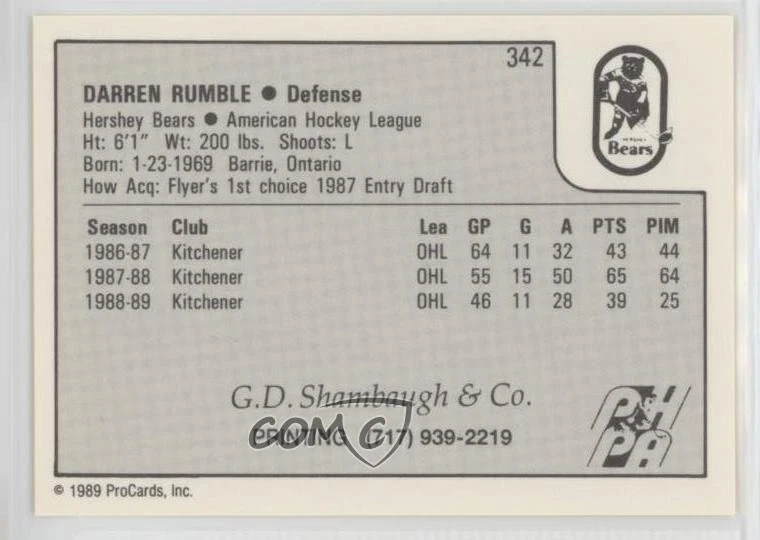 342
DARREN RUMBLE ● Defense
Hershey Bears ● American Hockey League
Ht: 6'1" Wt: 200 lbs. Shoots: L
Born: 1-23-1969 Barrie, Ontario
How Acq: Flyer's 1st choice 1987 Entry Draft
Bears
Season Club Lea GP G A PTS PIM
1986-87 Kitchener OHL 64 11 32 43 44
1987-88 Kitchener OHL 55 15 50 65 64
1988-89 Kitchener OHL 46 11 28 39 25
G.D. Shambaugh & Co.
COMC
PRINTING (717) 939-2219
PHPA
© 1989 ProCards, Inc.